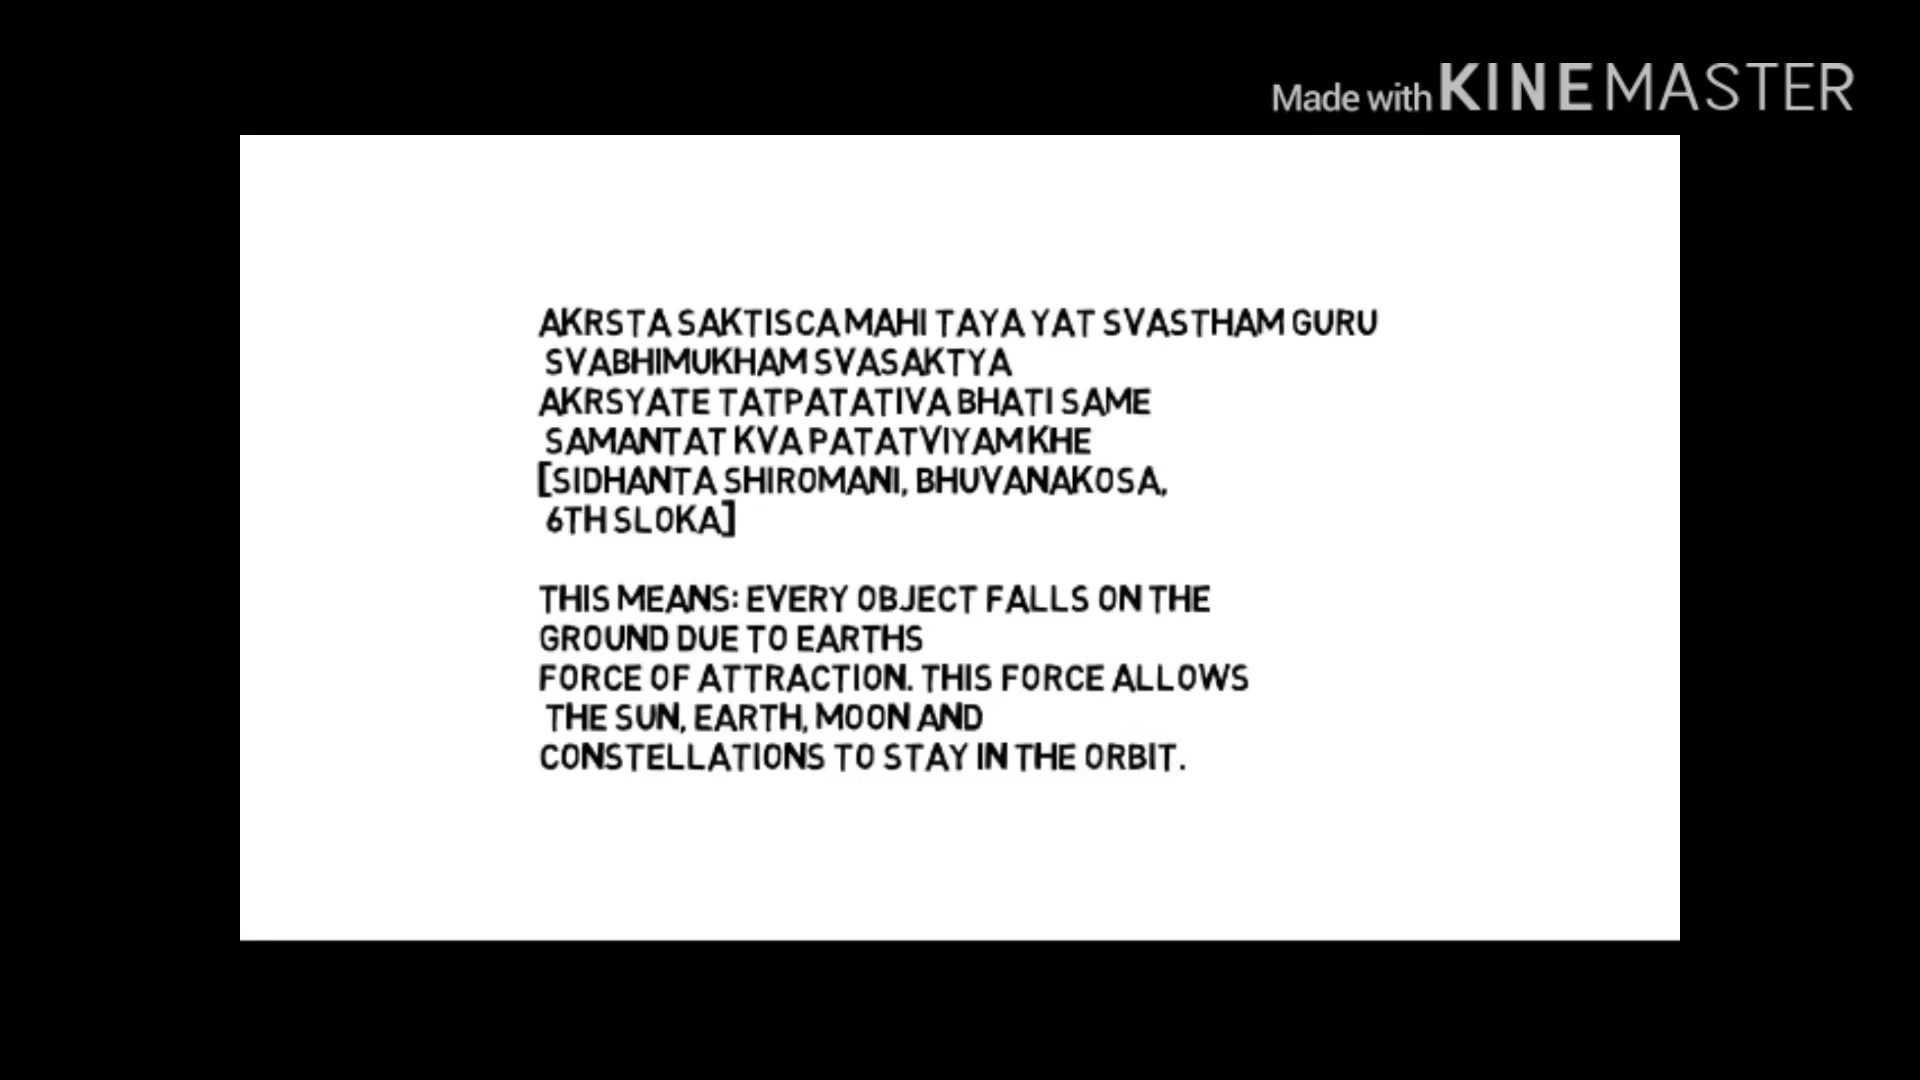 Made with KINEMASTER
AKRSTA SAKTISCA MAHI TAYA YAT SVASTHAM GURU
SVABHIMUKHAM SVASAKTYA
AKRSYATE TATPATATIVA BHATI SAME
SAMANTAT KVA PATATVIYAM KHE
[SIDHANTA SHIROMANI, BHUVANAKOSA,
6TH SLOKA]
THIS MEANS: EVERY OBJECT FALLS ON THE
GROUND DUE TO EARTHS
FORCE OF ATTRACTION. THIS FORCE ALLOWS
THE SUN, EARTH, MOON AND
CONSTELLATIONS TO STAY IN THE ORBIT.